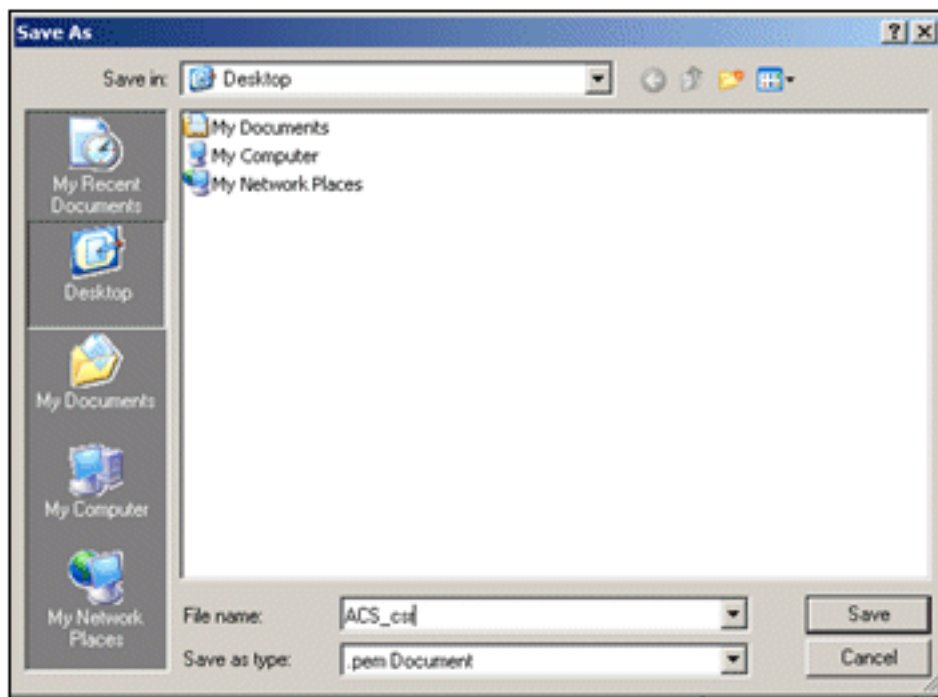 Save As
Save in: Desktop
My Recent
Documents
Desktop
My Documents
My Computer
My Network
Places
My Documents
My Computer
My Network Places
File name: ACS_csr
Save as type: .pem Document
Save
Cancel